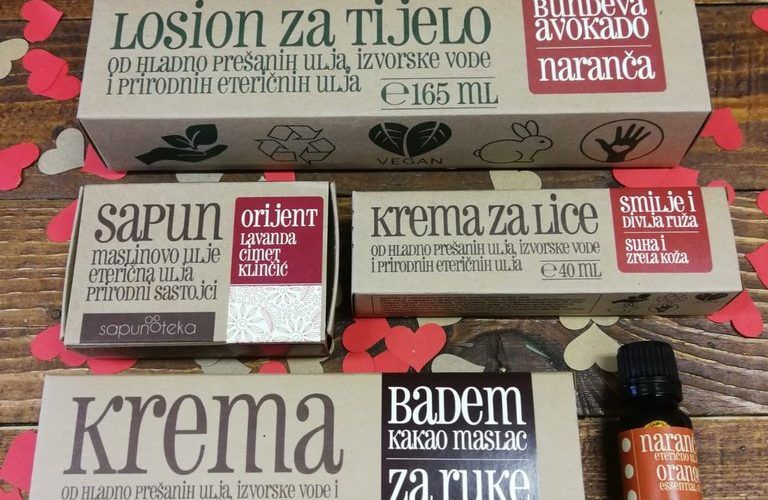 Losion za Tijelo
od hladno prešanih ulja, izvorske vode
i prirodnih eteričnih ulja
e165 mL
Bundeva
avokado
naranča
VEGAN
sapun
maslinovo ulje
eterična ulja
prirodni sastojci
sapunoteka
orijent
lavanda
cimet
klinčić
Krema za Lice
od hladno prešanih ulja, izvorske vode
i prirodnih eteričnih ulja
e40 mL
smilje i
divlja ruža
suha i
zrela koža
Krema
od hladno prešanih ulja, izvorske vode i
Badem
kakao maslac
za ruke
eterično
orange
essential